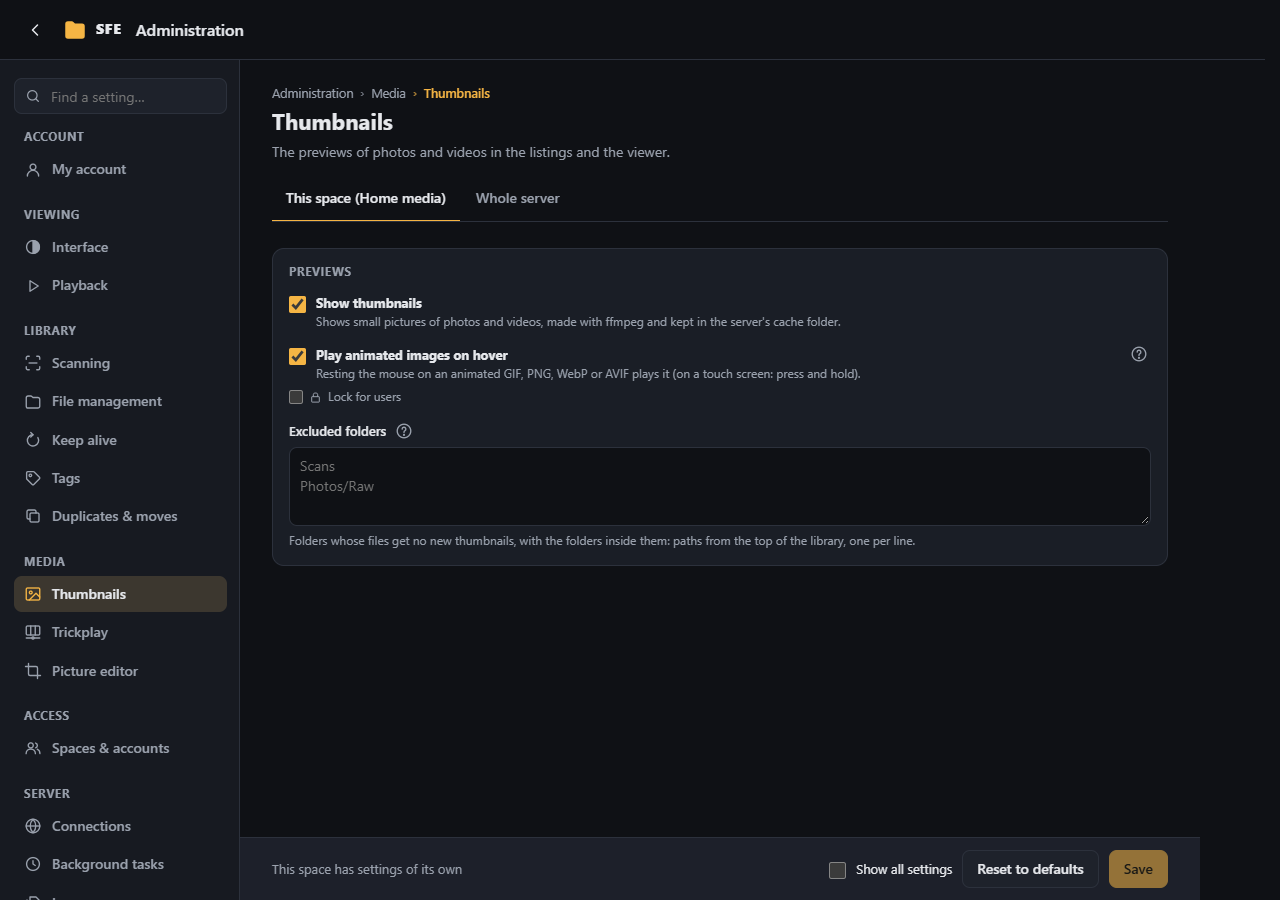 SFE Administration
Find a setting...
ACCOUNT
My account
VIEWING
Interface
Playback
LIBRARY
Scanning
File management
Keep alive
Tags
Duplicates & moves
MEDIA
Thumbnails
Trickplay
Picture editor
ACCESS
Spaces & accounts
SERVER
Connections
Background tasks
Administration › Media › Thumbnails
Thumbnails
The previews of photos and videos in the listings and the viewer.
This space (Home media) Whole server
PREVIEWS
Show thumbnails
Shows small pictures of photos and videos, made with ffmpeg and kept in the server's cache folder.
Play animated images on hover
Resting the mouse on an animated GIF, PNG, WebP or AVIF plays it (on a touch screen: press and hold).
Lock for users
Excluded folders
Scans
Photos/Raw
Folders whose files get no new thumbnails, with the folders inside them: paths from the top of the library, one per line.
This space has settings of its own
Show all settings
Reset to defaults
Save